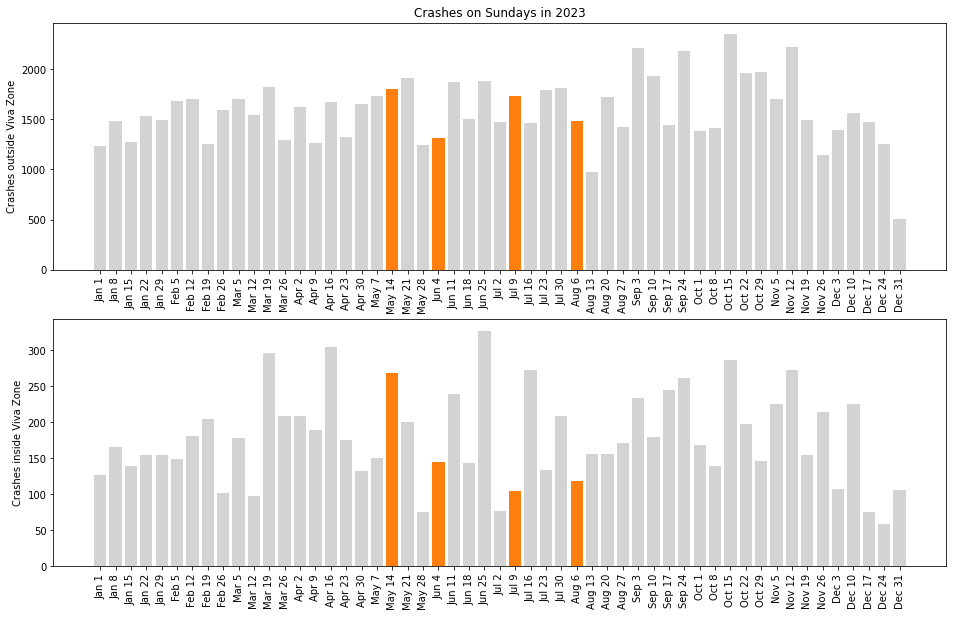 Crashes on Sundays in 2023
Crashes outside Viva Zone
2000
1500
1000
500
0
Jan 1
Jan 8
Jan 15
Jan 22
Jan 29
Feb 5
Feb 12
Feb 19
Feb 26
Mar 5
Mar 12
Mar 19
Mar 26
Apr 2
Apr 9
Apr 16
Apr 23
Apr 30
May 7
May 14
May 21
May 28
Jun 4
Jun 11
Jun 18
Jun 25
Jul 2
Jul 9
Jul 16
Jul 23
Jul 30
Aug 6
Aug 13
Aug 20
Aug 27
Sep 3
Sep 10
Sep 17
Sep 24
Oct 1
Oct 8
Oct 15
Oct 22
Oct 29
Nov 5
Nov 12
Nov 19
Nov 26
Dec 3
Dec 10
Dec 17
Dec 24
Dec 31
Crashes inside Viva Zone
300
250
200
150
100
50
0
Jan 1
Jan 8
Jan 15
Jan 22
Jan 29
Feb 5
Feb 12
Feb 19
Feb 26
Mar 5
Mar 12
Mar 19
Mar 26
Apr 2
Apr 9
Apr 16
Apr 23
Apr 30
May 7
May 14
May 21
May 28
Jun 4
Jun 11
Jun 18
Jun 25
Jul 2
Jul 9
Jul 16
Jul 23
Jul 30
Aug 6
Aug 13
Aug 20
Aug 27
Sep 3
Sep 10
Sep 17
Sep 24
Oct 1
Oct 8
Oct 15
Oct 22
Oct 29
Nov 5
Nov 12
Nov 19
Nov 26
Dec 3
Dec 10
Dec 17
Dec 24
Dec 31